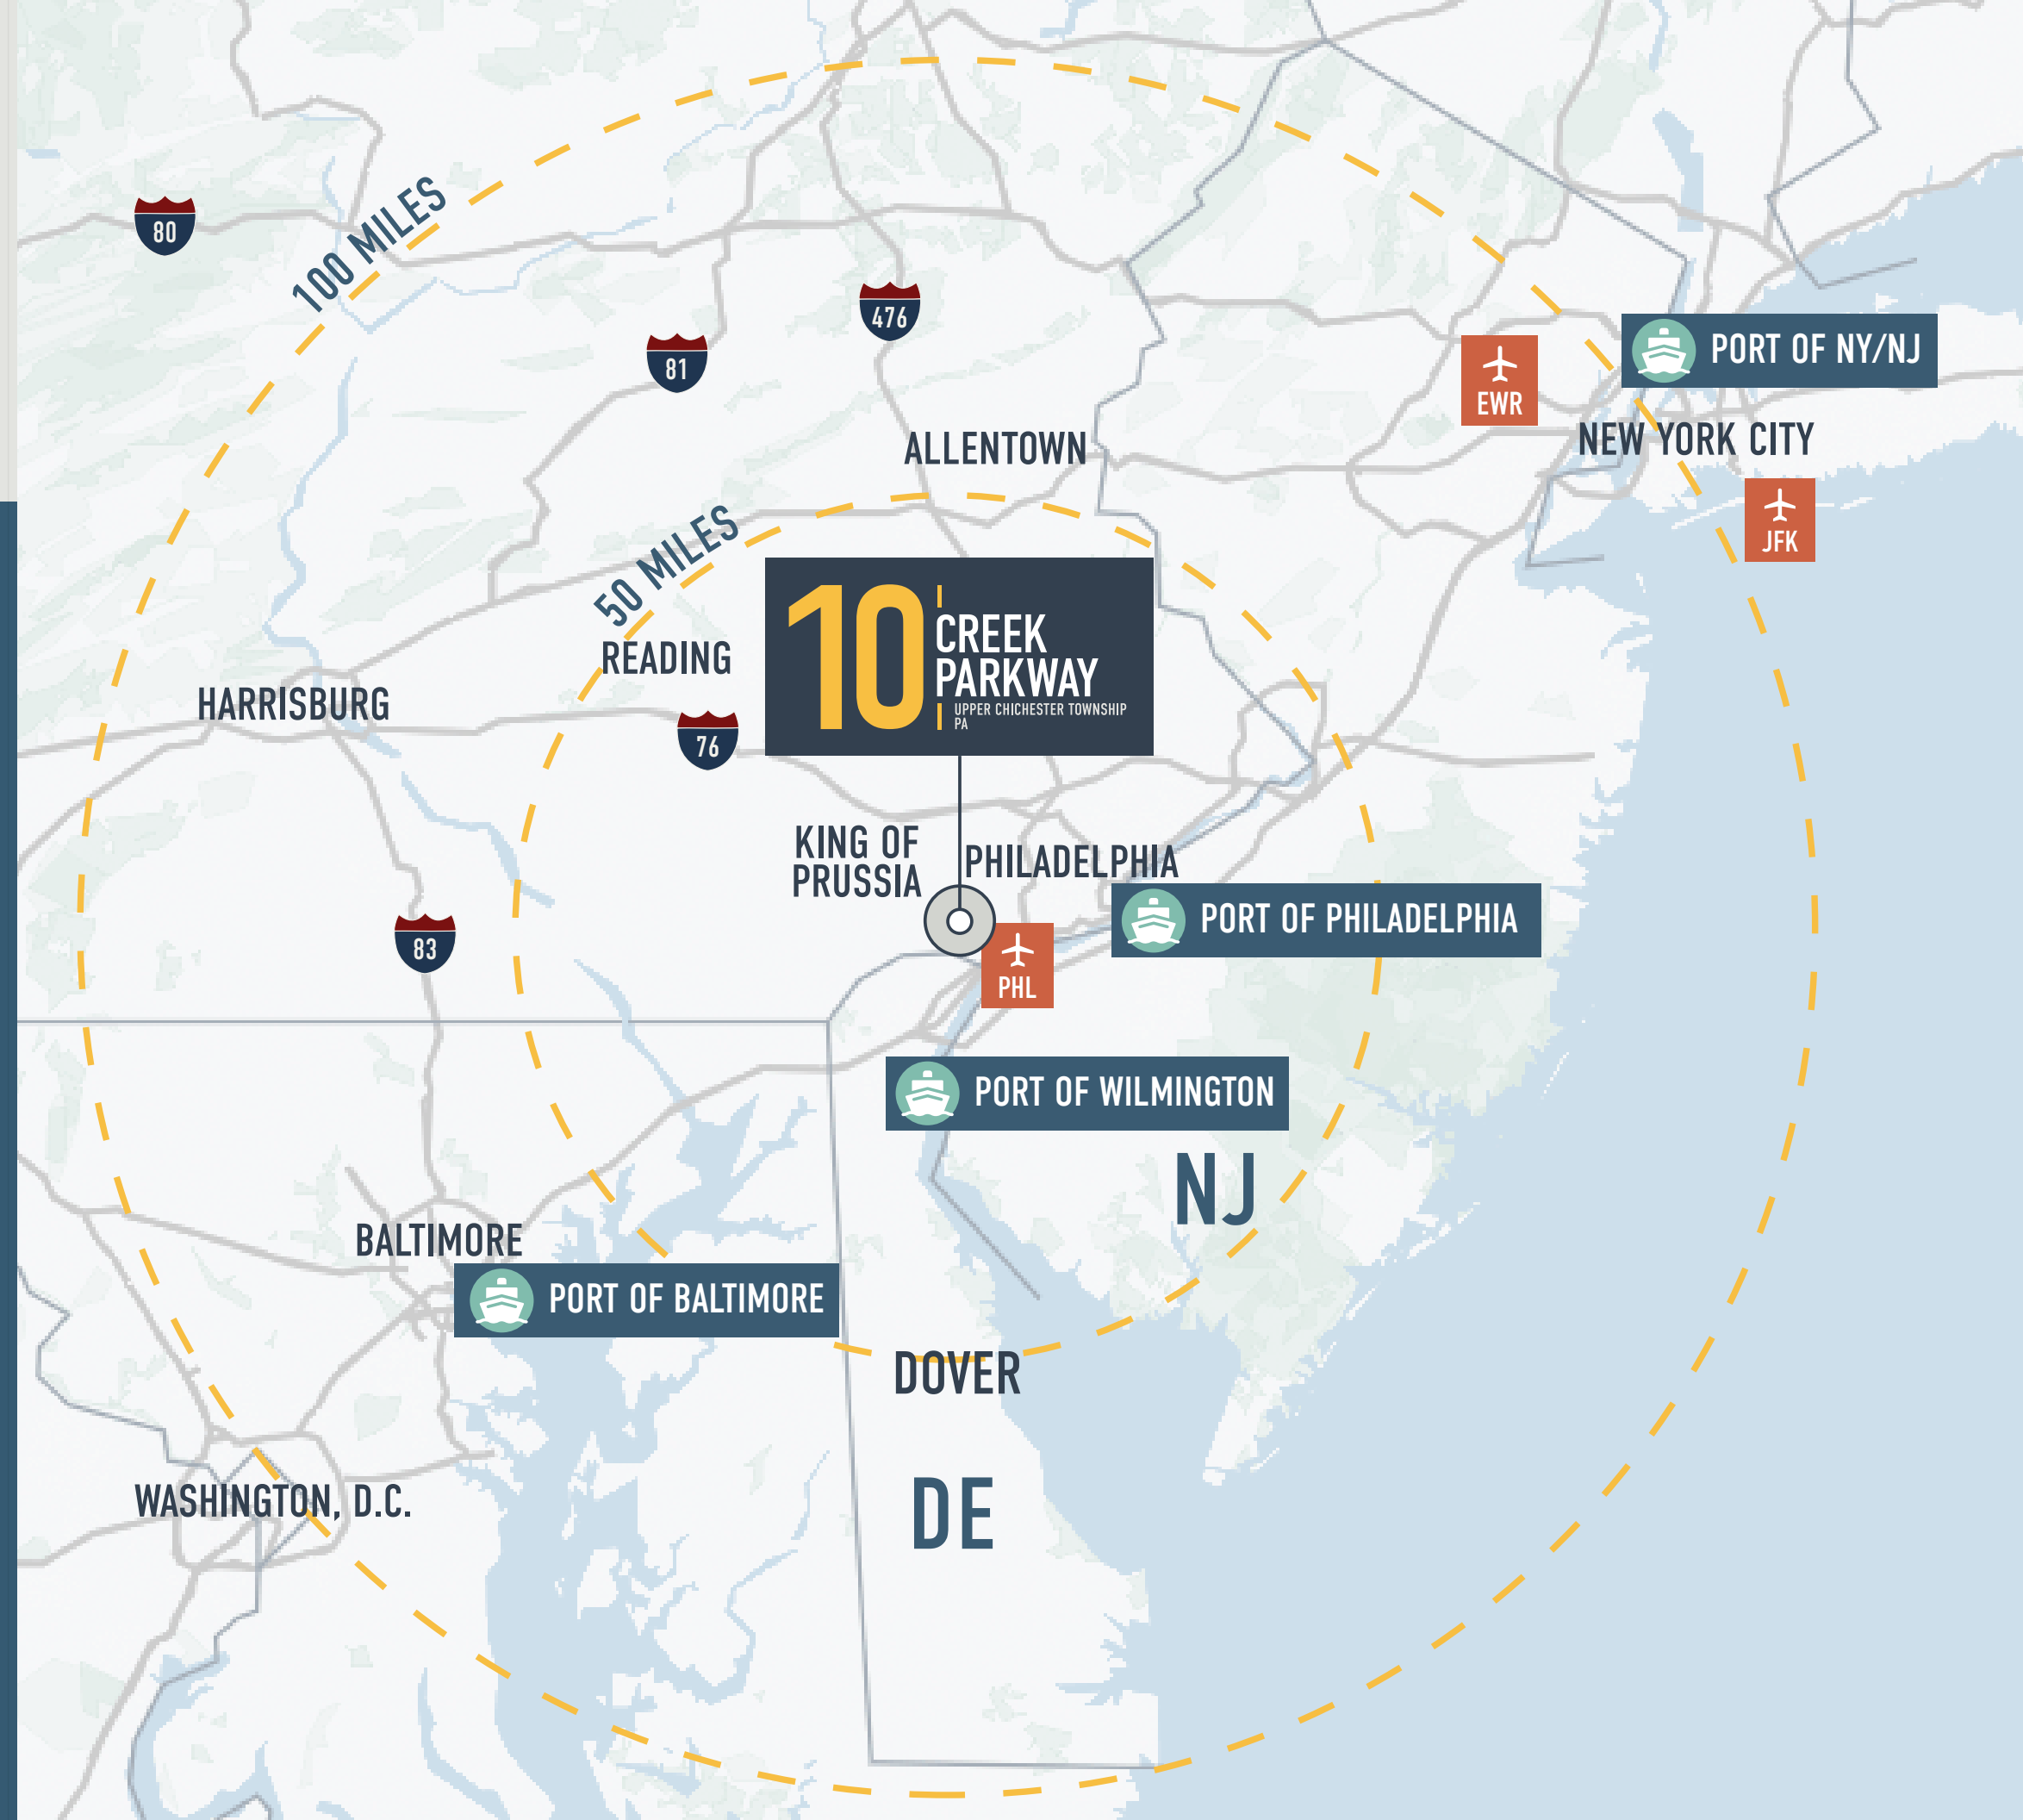 80
100 MILES
476
81
PORT OF NY/NJ
EWR
NEW YORK CITY
ALLENTOWN
JFK
50 MILES
10
CREEK
PARKWAY
UPPER CHICHESTER TOWNSHIP
PA
READING
HARRISBURG
76
KING OF
PRUSSIA
PHILADELPHIA
PORT OF PHILADELPHIA
83
PHL
PORT OF WILMINGTON
NJ
BALTIMORE
PORT OF BALTIMORE
DOVER
DE
WASHINGTON, D.C.